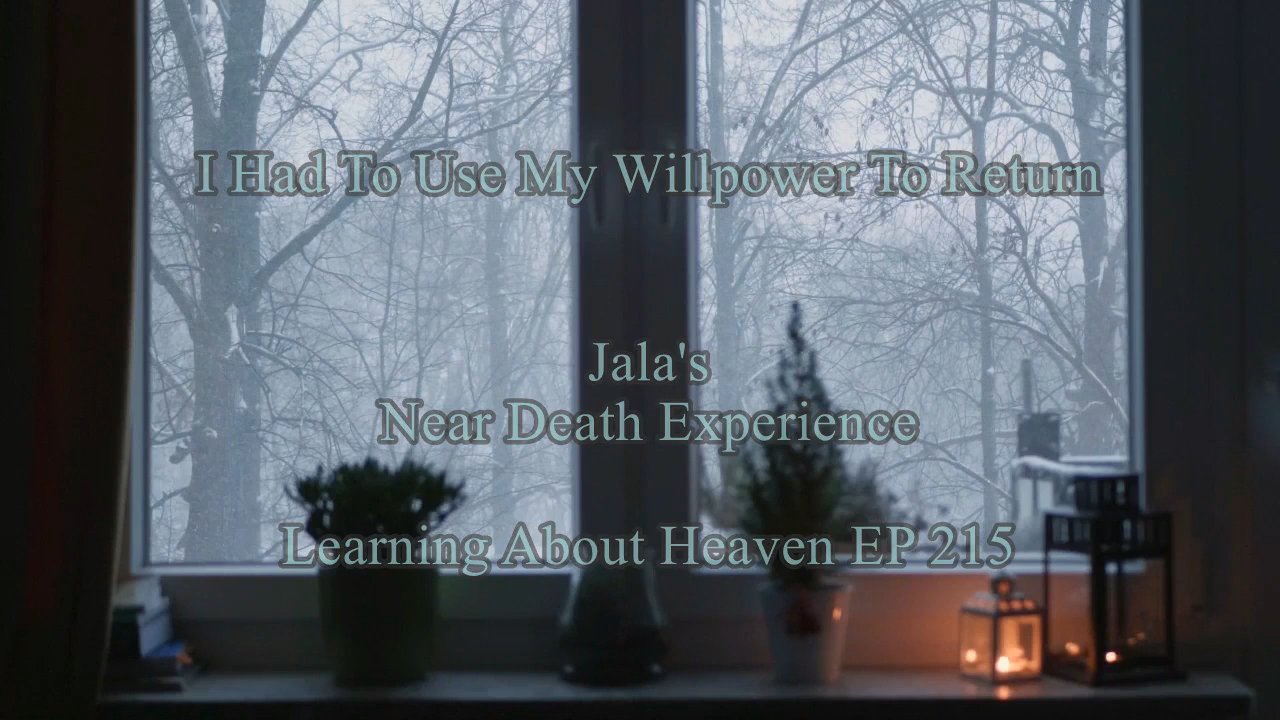 I Had To Use My Willpower To Return
Jala's
Near Death Experience
Learning About Heaven EP 215